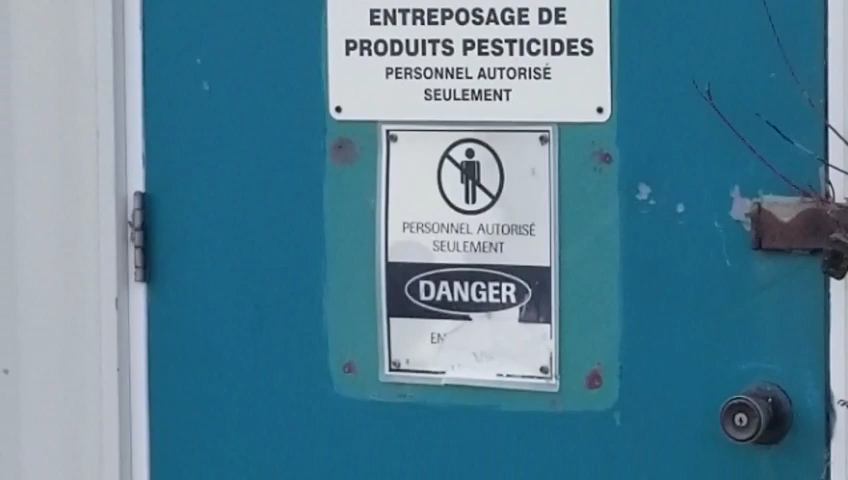 ENTREPOSAGE DE
PRODUITS PESTICIDES
PERSONNEL AUTORISÉ
SEULEMENT
PERSONNEL AUTORISÉ
SEULEMENT
DANGER